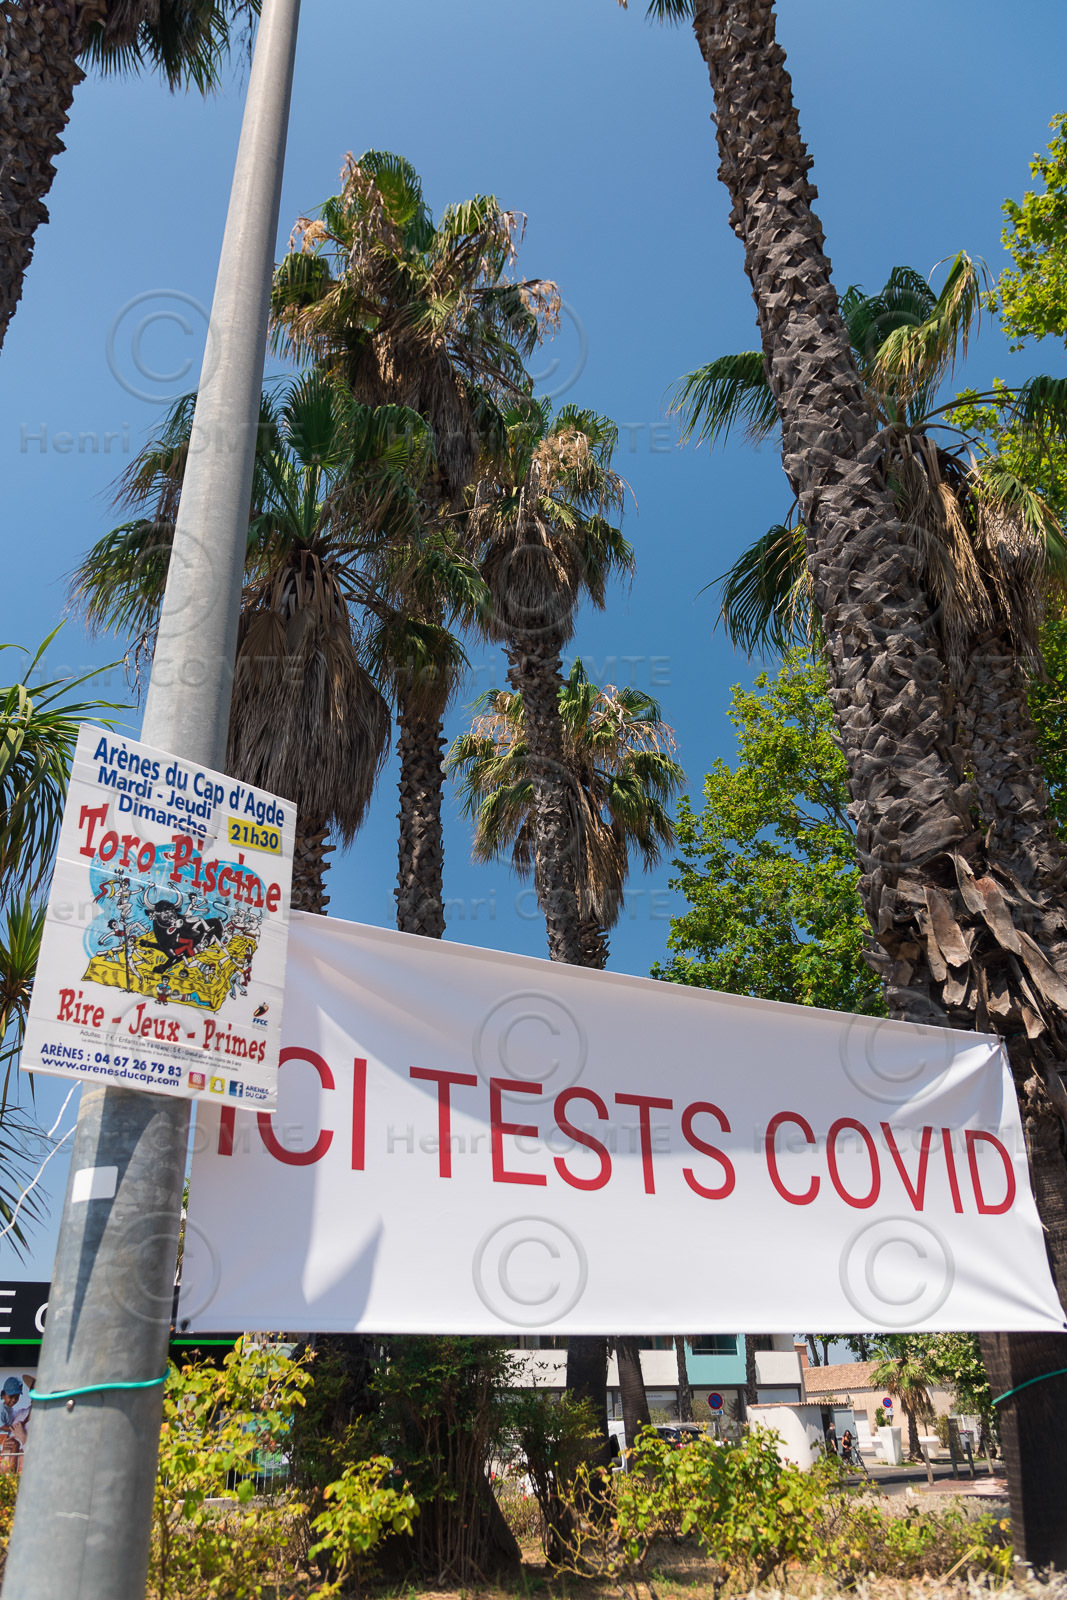 Arènes du Cap d'Agde
Mardi - Jeudi
Dimanche
21h30
Toro Piscine
Rire - Jeux - Primes
FFCC
ARÈNES : 04 67 26 79 83
www.arenesducap.com
ARENES
DU CAP
ICI TESTS COVID
Henri COMTE